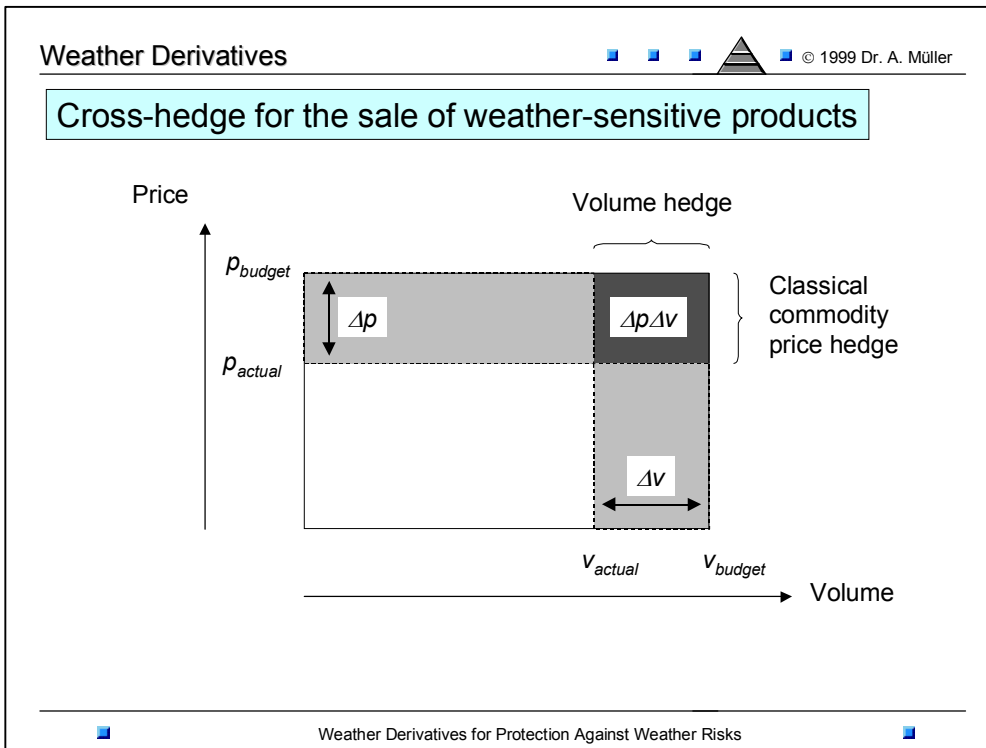 Weather Derivatives
© 1999 Dr. A. Müller
Cross-hedge for the sale of weather-sensitive products
Price
Volume hedge
p_budget
Δp
ΔpΔv
Classical
commodity
price hedge
p_actual
Δv
v_actual
v_budget
Volume
Weather Derivatives for Protection Against Weather Risks